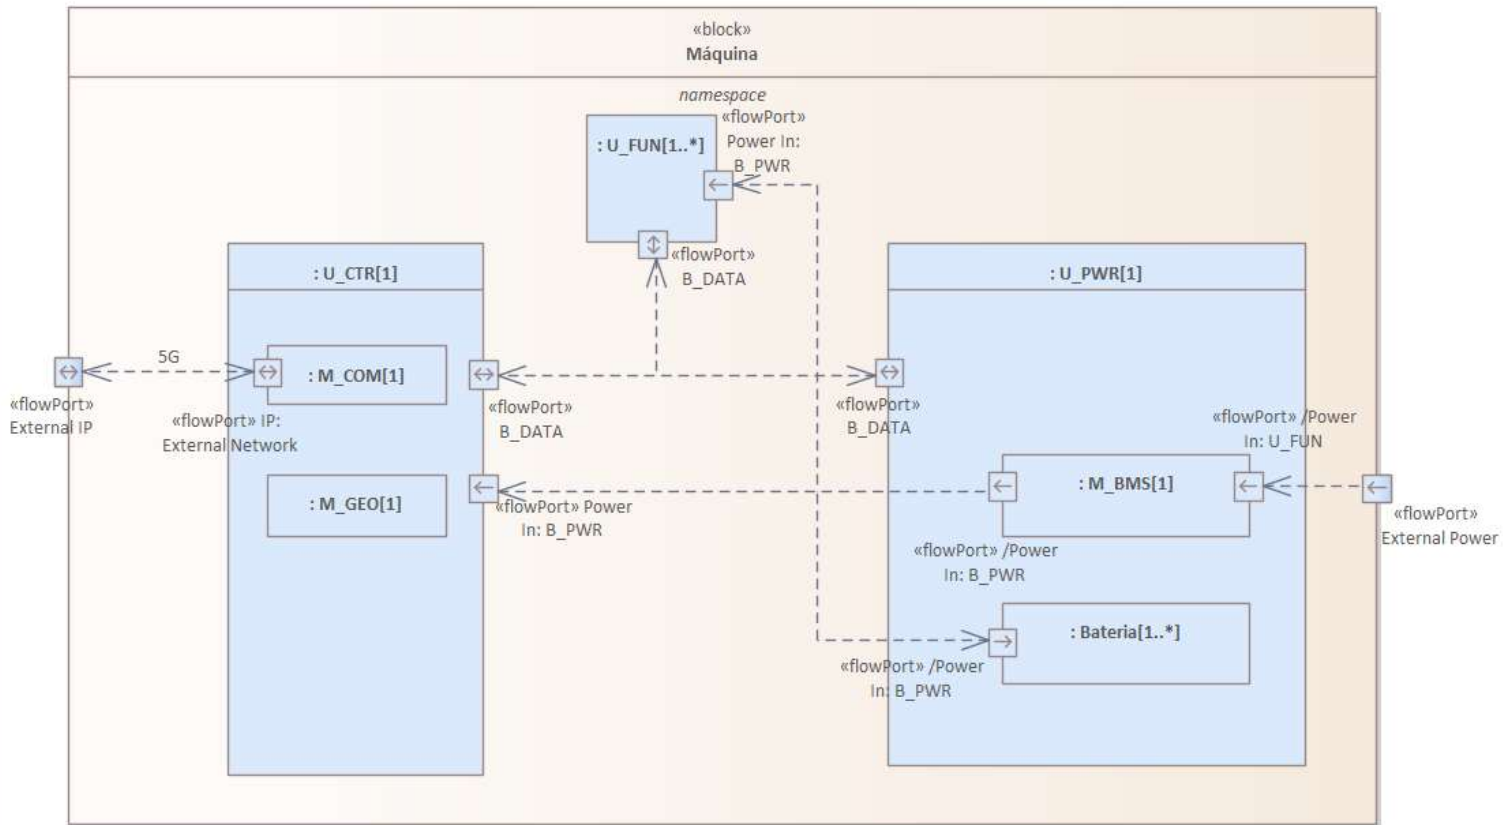 «block»
Máquina
namespace
«flowPort»
Power In:
B_PWR
: U_FUN[1..*]
«flowPort»
B_DATA
: U_CTR[1]
: U_PWR[1]
5G
: M_COM[1]
«flowPort»
External IP
«flowPort» IP:
External Network
«flowPort»
B_DATA
«flowPort»
B_DATA
«flowPort» /Power
In: U_FUN
: M_GEO[1]
«flowPort» Power
In: B_PWR
: M_BMS[1]
«flowPort»
External Power
«flowPort» /Power
In: B_PWR
: Bateria[1..*]
«flowPort» /Power
In: B_PWR